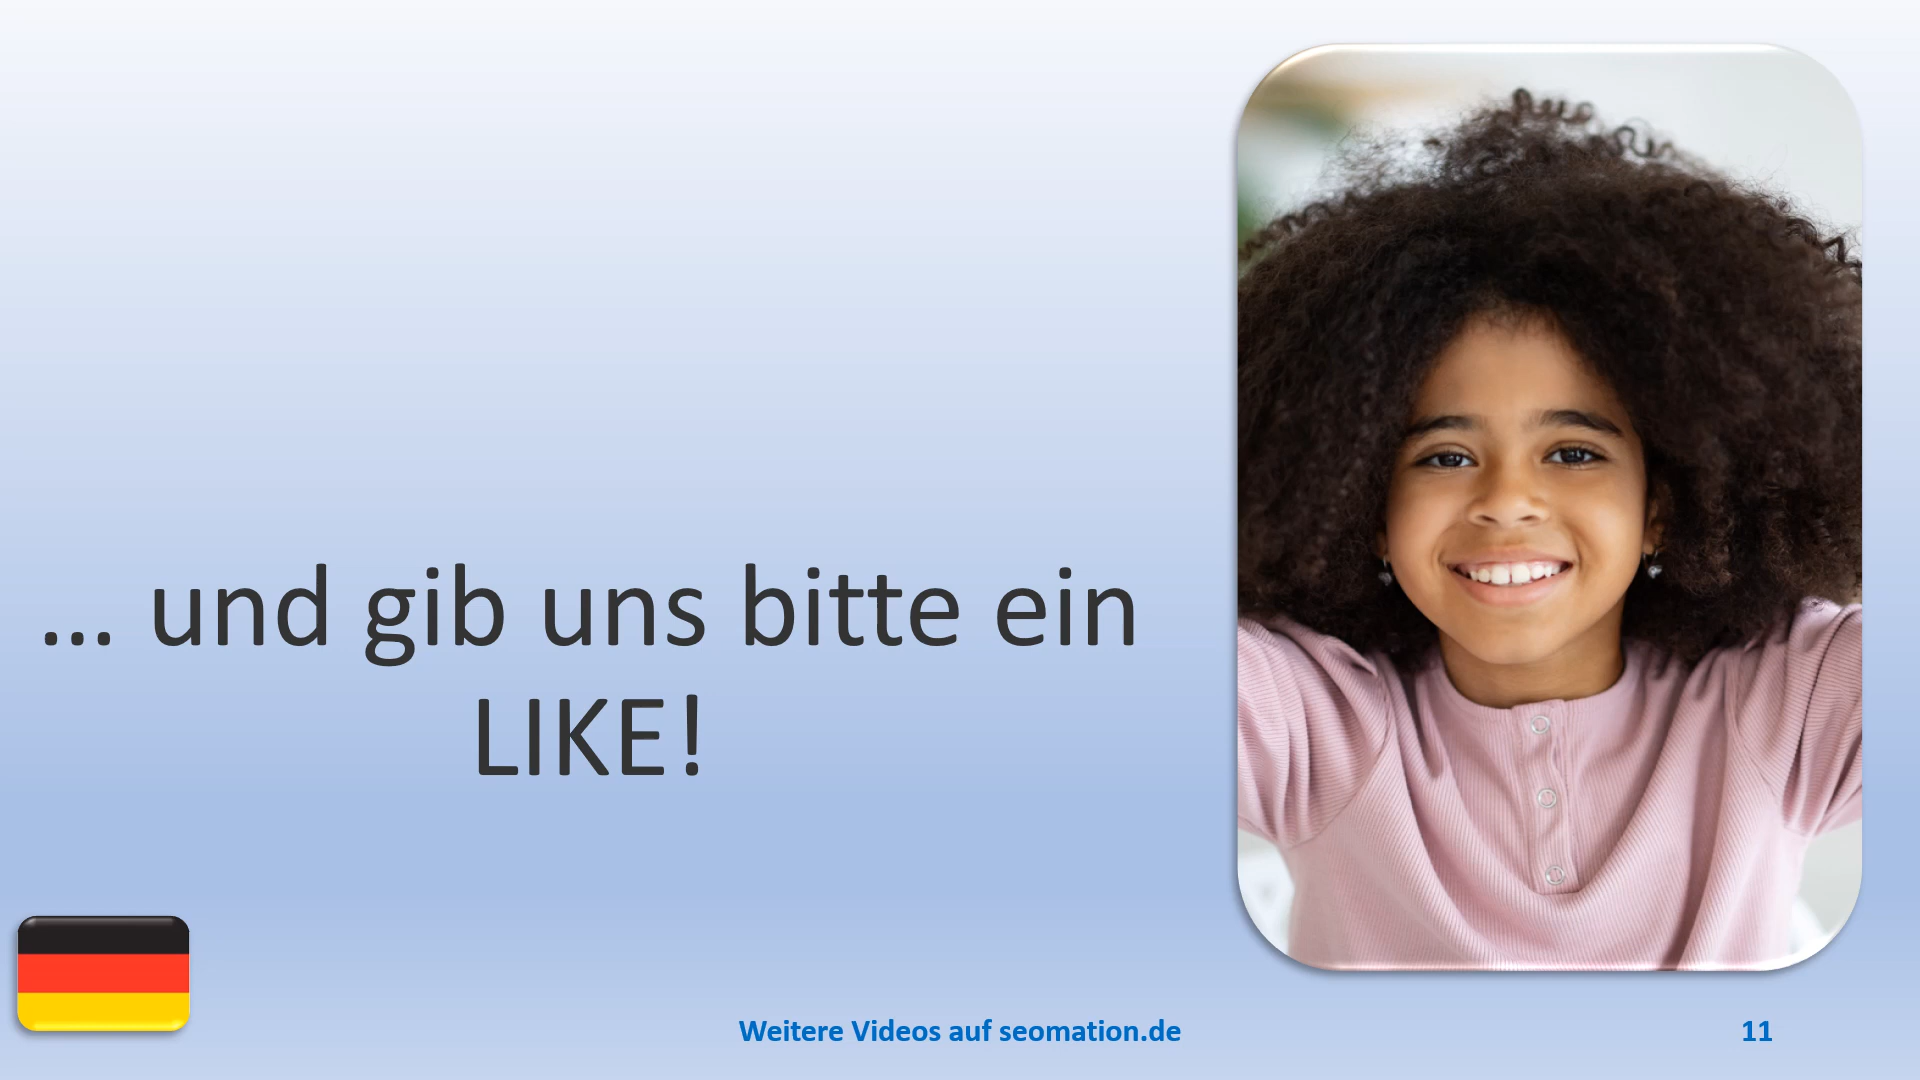 … und gib uns bitte ein
LIKE!
Weitere Videos auf seomation.de
11